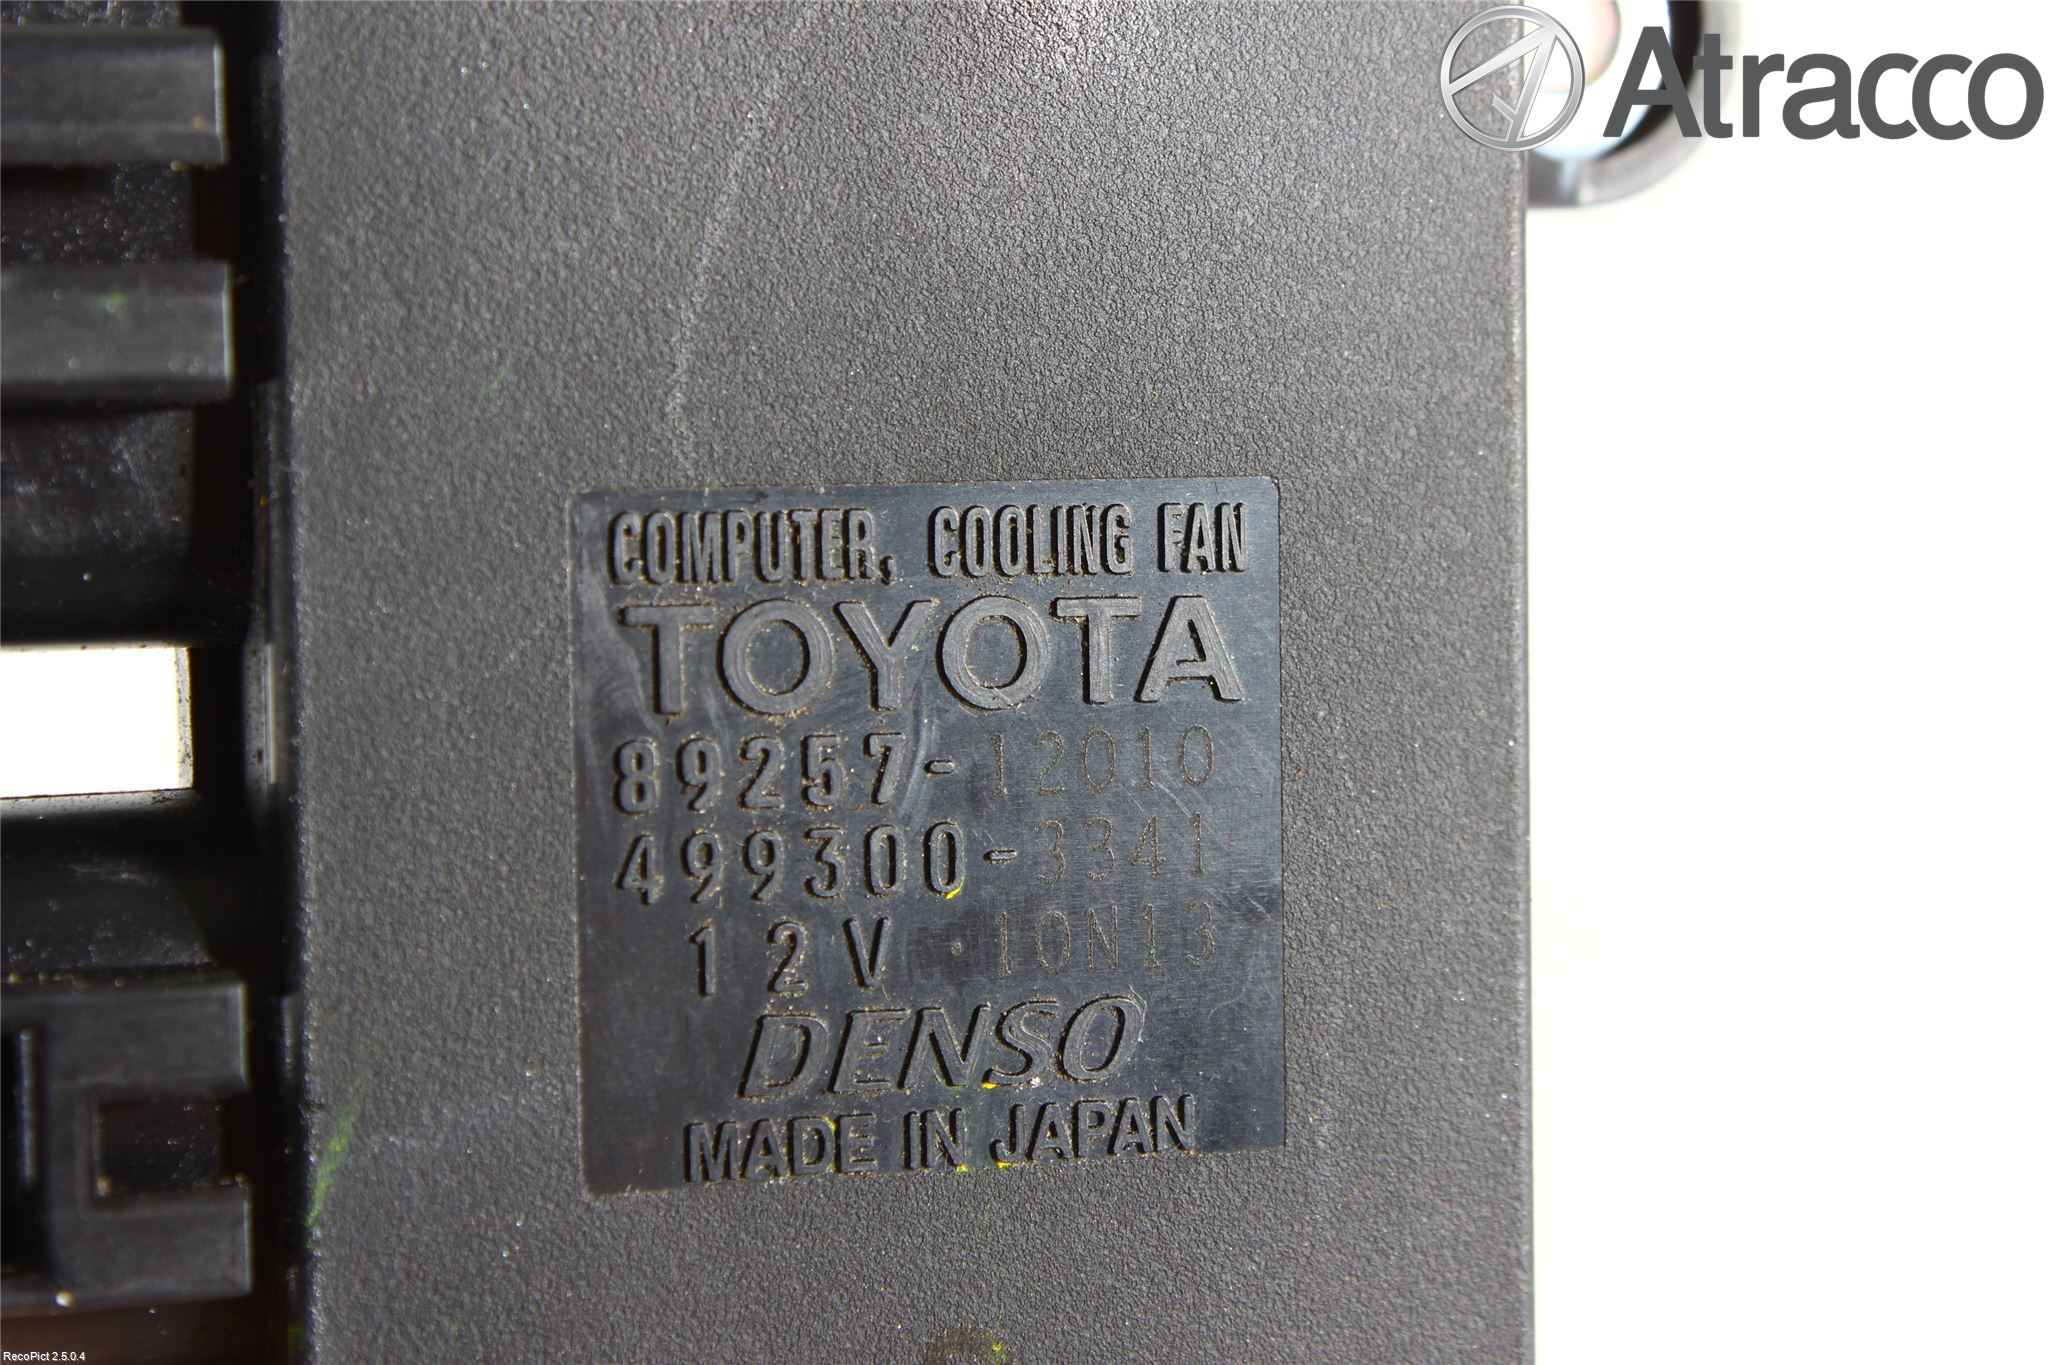 Atracco
COMPUTER, COOLING FAN
TOYOTA
89257-12010
499300-3341
12V 10N13
DENSO
MADE IN JAPAN
RecoPict 2.5.0.4